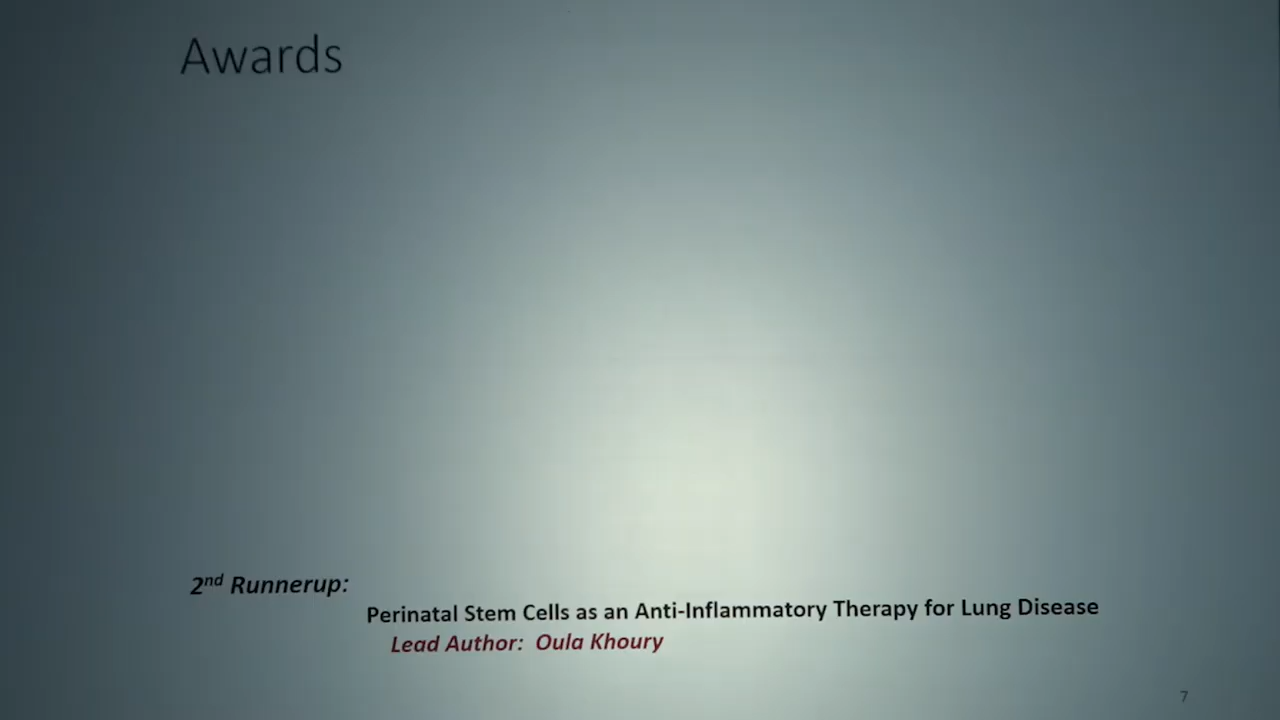 Awards
2nd Runnerup:
Perinatal Stem Cells as an Anti-Inflammatory Therapy for Lung Disease
Lead Author: Oula Khoury
7